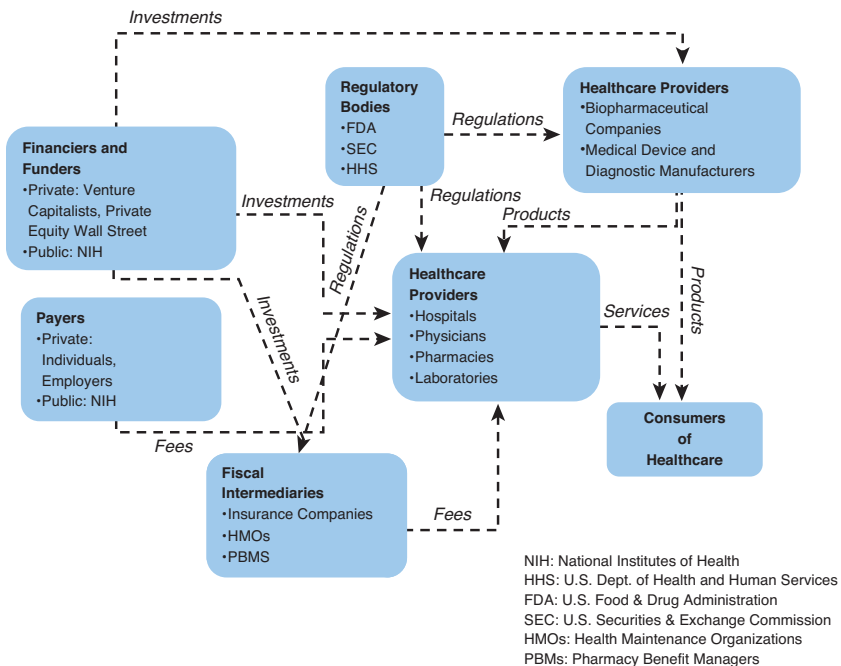 Investments
Regulatory
Bodies
•FDA
•SEC
•HHS
Regulations
Healthcare Providers
•Biopharmaceutical
Companies
•Medical Device and
Diagnostic Manufacturers
Financiers and
Funders
•Private: Venture
Capitalists, Private
Equity Wall Street
•Public: NIH
Investments
Regulations
Regulations
Products
Investments
Products
Payers
•Private:
Individuals,
Employers
•Public: NIH
Healthcare
Providers
•Hospitals
•Physicians
•Pharmacies
•Laboratories
Services
Fees
Consumers
of
Healthcare
Fiscal
Intermediaries
•Insurance Companies
•HMOs
•PBMS
Fees
NIH: National Institutes of Health
HHS: U.S. Dept. of Health and Human Services
FDA: U.S. Food & Drug Administration
SEC: U.S. Securities & Exchange Commission
HMOs: Health Maintenance Organizations
PBMs: Pharmacy Benefit Managers